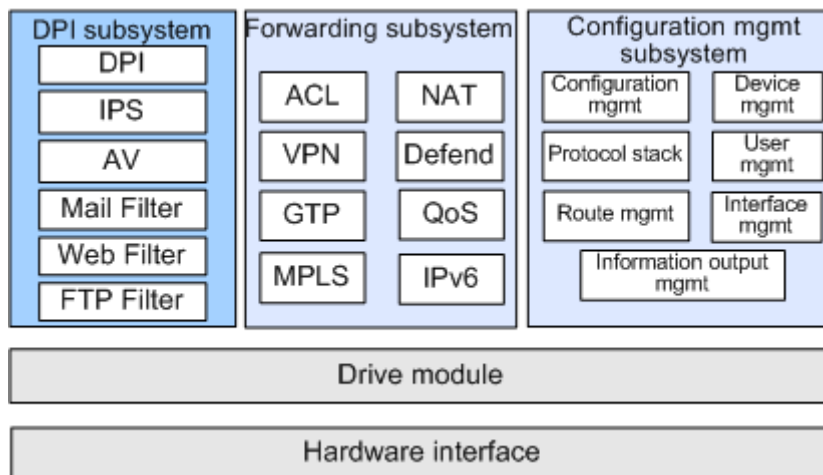 DPI subsystem
DPI
IPS
AV
Mail Filter
Web Filter
FTP Filter
Forwarding subsystem
ACL
NAT
VPN
Defend
GTP
QoS
MPLS
IPv6
Configuration mgmt
subsystem
Configuration
mgmt
Device
mgmt
Protocol stack
User
mgmt
Route mgmt
Interface
mgmt
Information output
mgmt
Drive module
Hardware interface